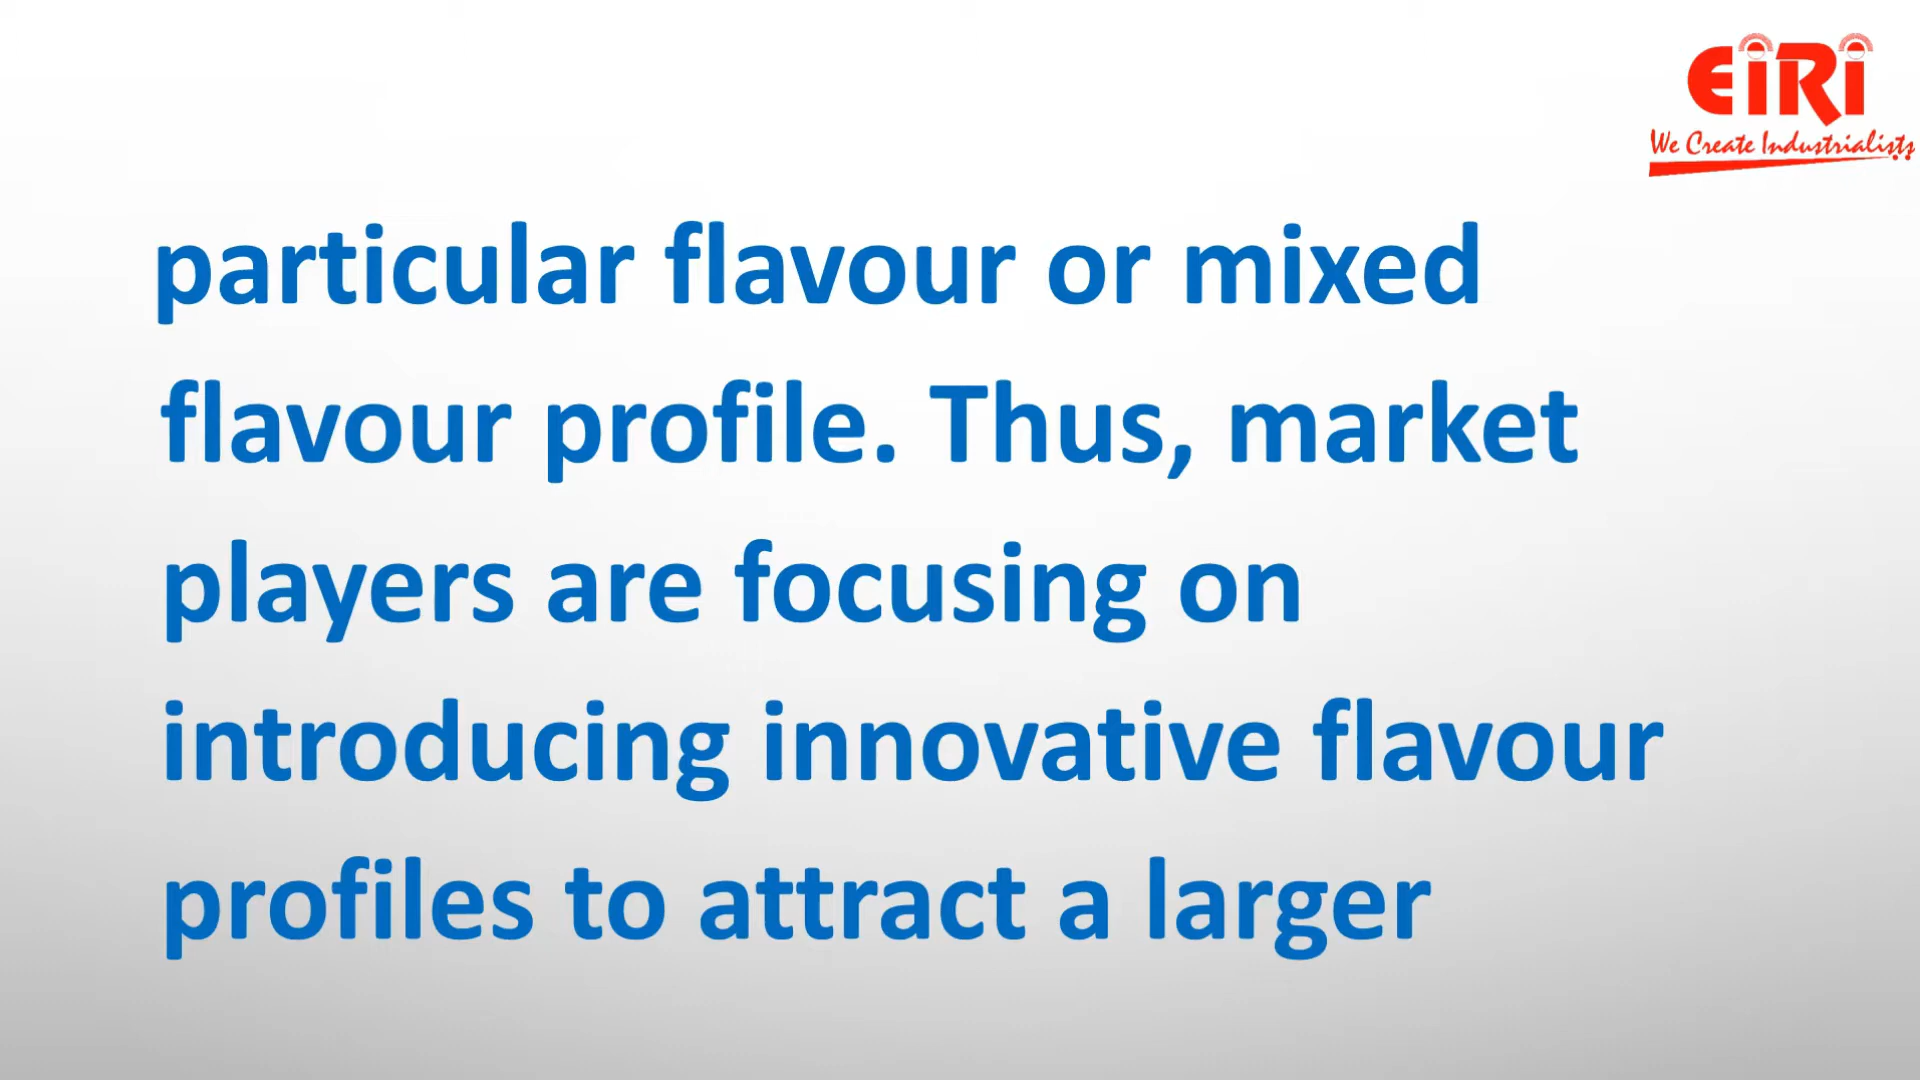 EiRi
We Create Industrialists
particular flavour or mixed
flavour profile. Thus, market
players are focusing on
introducing innovative flavour
profiles to attract a larger